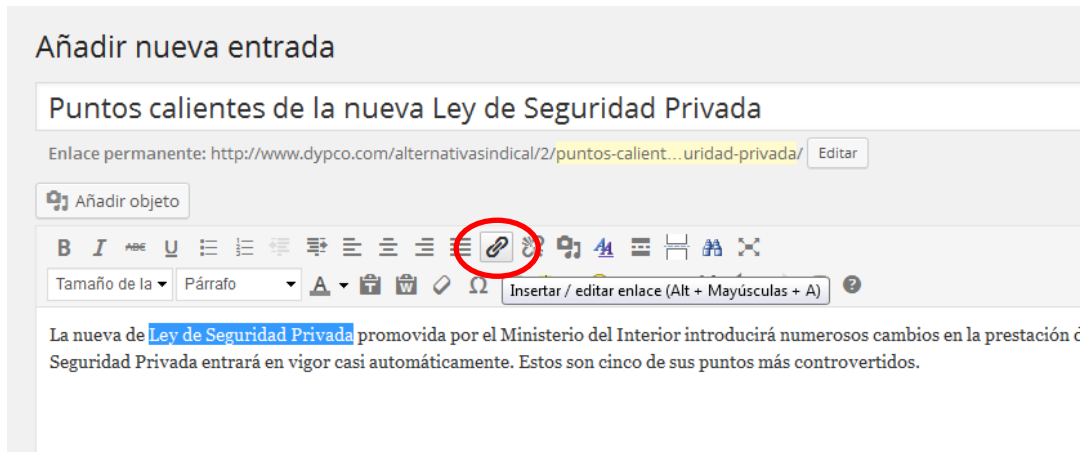 Añadir nueva entrada
Puntos calientes de la nueva Ley de Seguridad Privada
Enlace permanente: http://www.dypco.com/alternativasindical/2/puntos-calient...uridad-privada/ Editar
Añadir objeto
B I ABC U
Tamaño de la Párrafo A T W Ω Insertar / editar enlace (Alt + Mayúsculas + A) ?
La nueva de Ley de Seguridad Privada promovida por el Ministerio del Interior introducirá numerosos cambios en la prestación
Seguridad Privada entrará en vigor casi automáticamente. Estos son cinco de sus puntos más controvertidos.